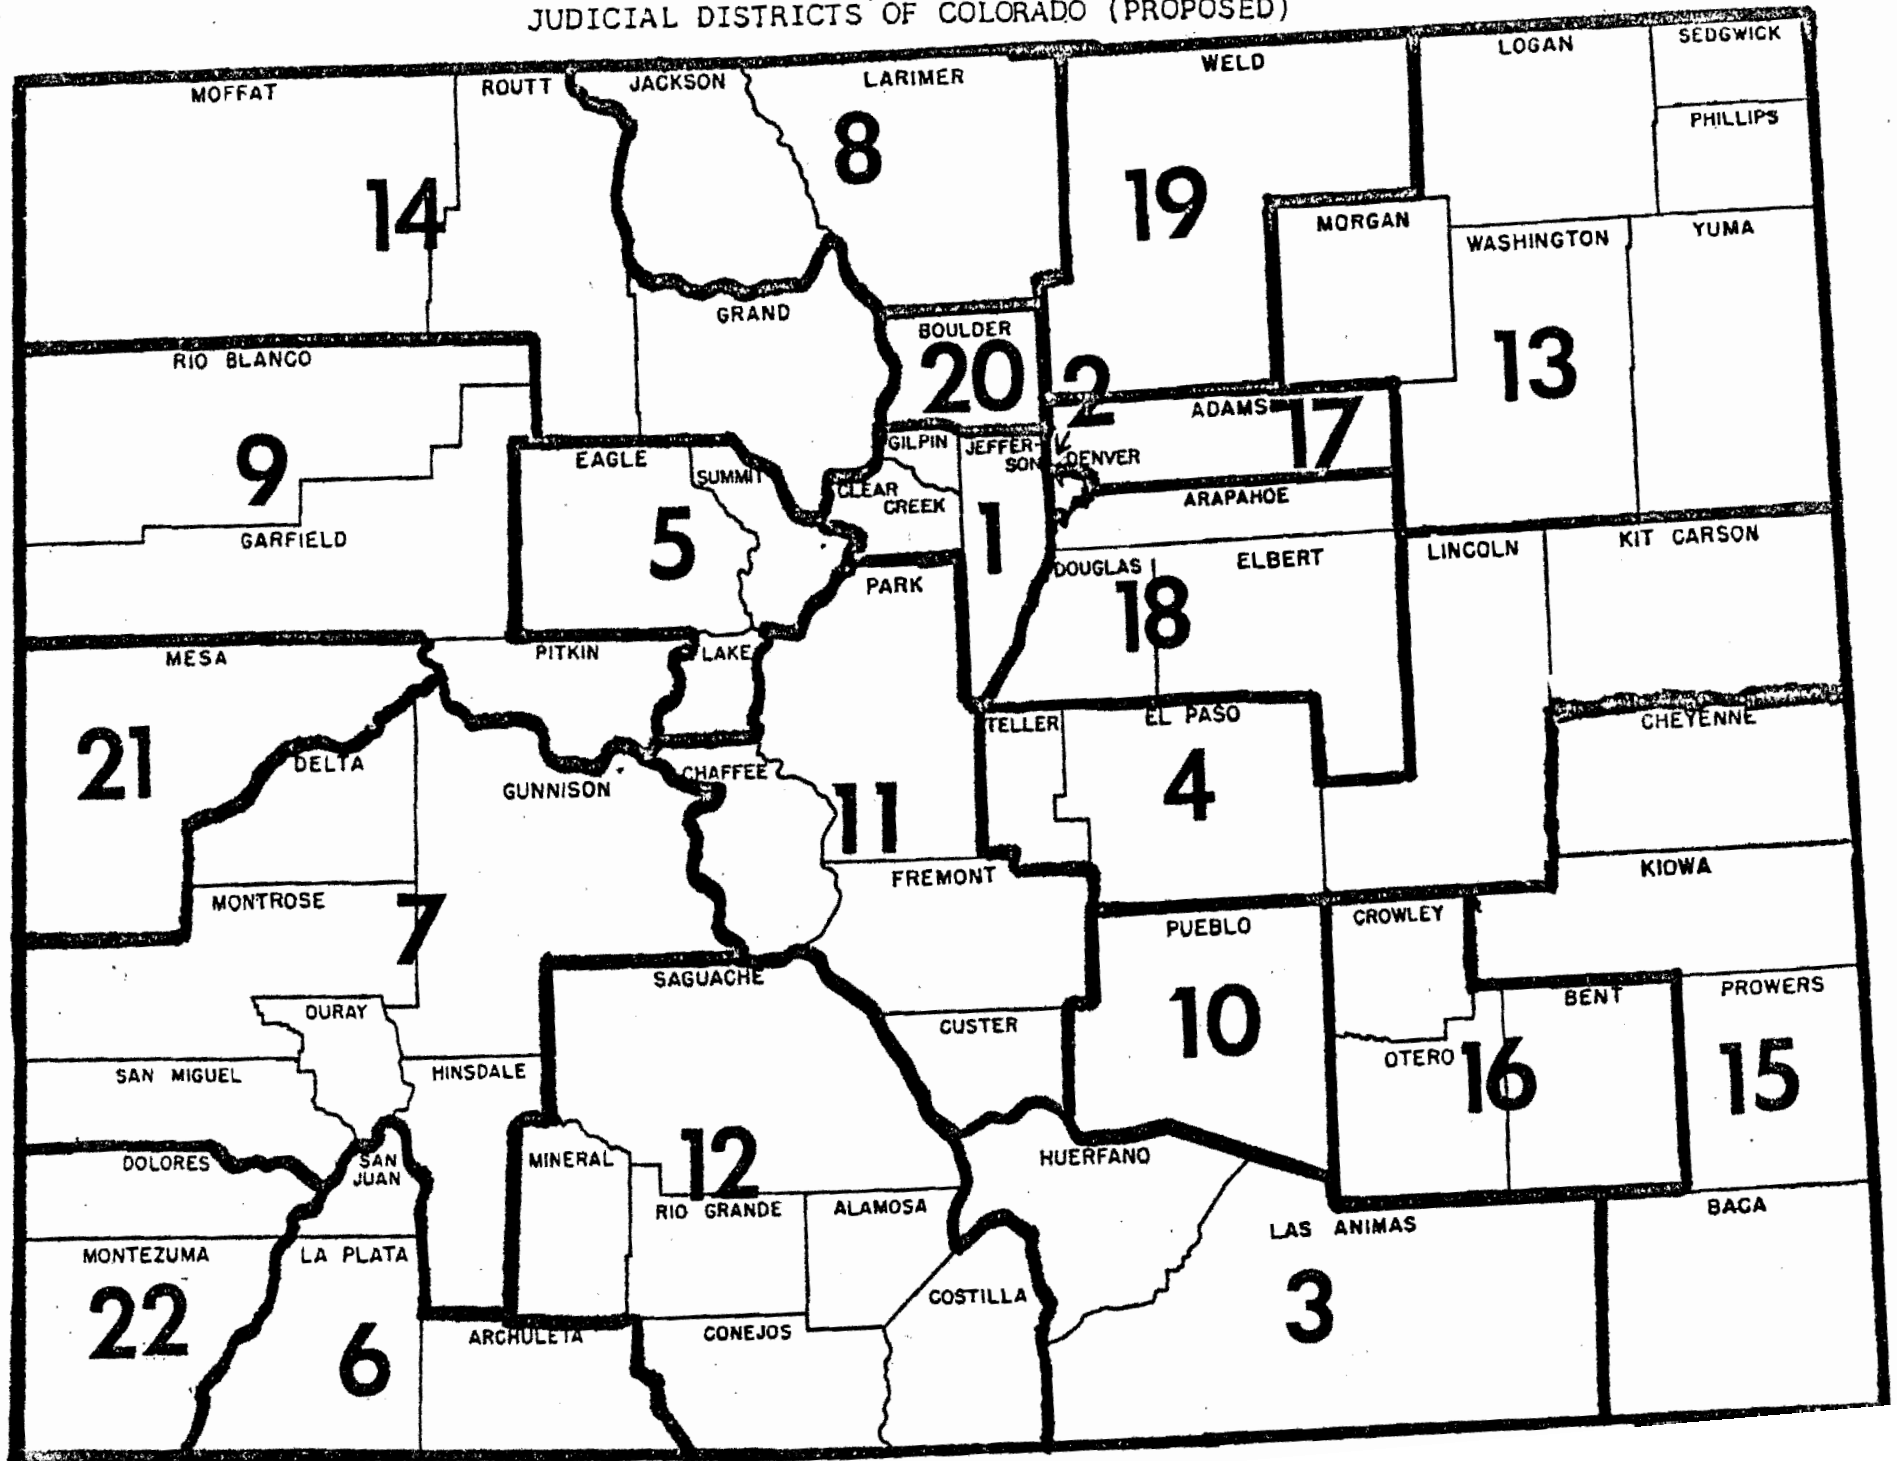 JUDICIAL DISTRICTS OF COLORADO (PROPOSED)
MOFFAT
ROUTT
JACKSON
LARIMER
WELD
LOGAN
SEDGWICK
PHILLIPS
14
8
19
MORGAN
WASHINGTON
YUMA
GRAND
BOULDER
20
2
13
RIO BLANCO
9
GARFIELD
EAGLE
SUMMIT
5
GILPIN
CLEAR
CREEK
JEFFER-
SON
1
DENVER
ADAMS
17
ARAPAHOE
DOUGLAS
ELBERT
18
LINCOLN
KIT CARSON
PARK
MESA
PITKIN
LAKE
21
DELTA
GUNNISON
CHAFFEE
11
TELLER
EL PASO
4
CHEYENNE
KIOWA
FREMONT
MONTROSE
7
SAGUACHE
PUEBLO
10
CROWLEY
BENT
PROWERS
OURAY
CUSTER
OTERO
16
15
SAN MIGUEL
HINSDALE
DOLORES
SAN
JUAN
MINERAL
12
RIO GRANDE
ALAMOSA
HUERFANO
LAS ANIMAS
BACA
MONTEZUMA
22
LA PLATA
6
ARCHULETA
CONEJOS
COSTILLA
3